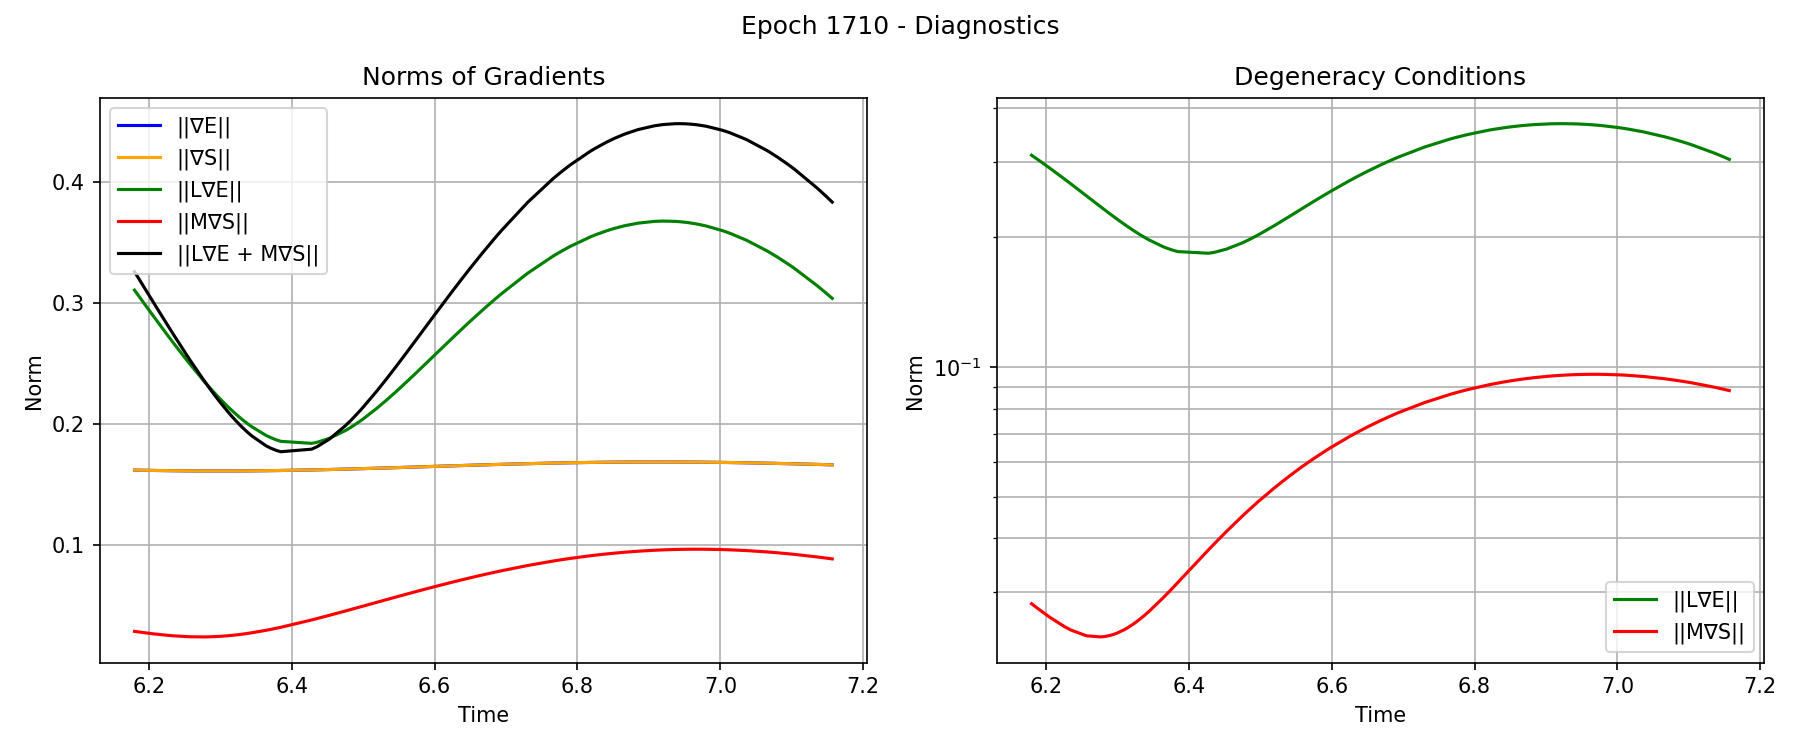 Epoch 1710 - Diagnostics
Norms of Gradients
||∇E||
||∇S||
||L∇E||
||M∇S||
||L∇E + M∇S||
0.4
0.3
0.2
0.1
Norm
6.2 6.4 6.6 6.8 7.0 7.2
Time
Degeneracy Conditions
10⁻¹
Norm
||L∇E||
||M∇S||
6.2 6.4 6.6 6.8 7.0 7.2
Time